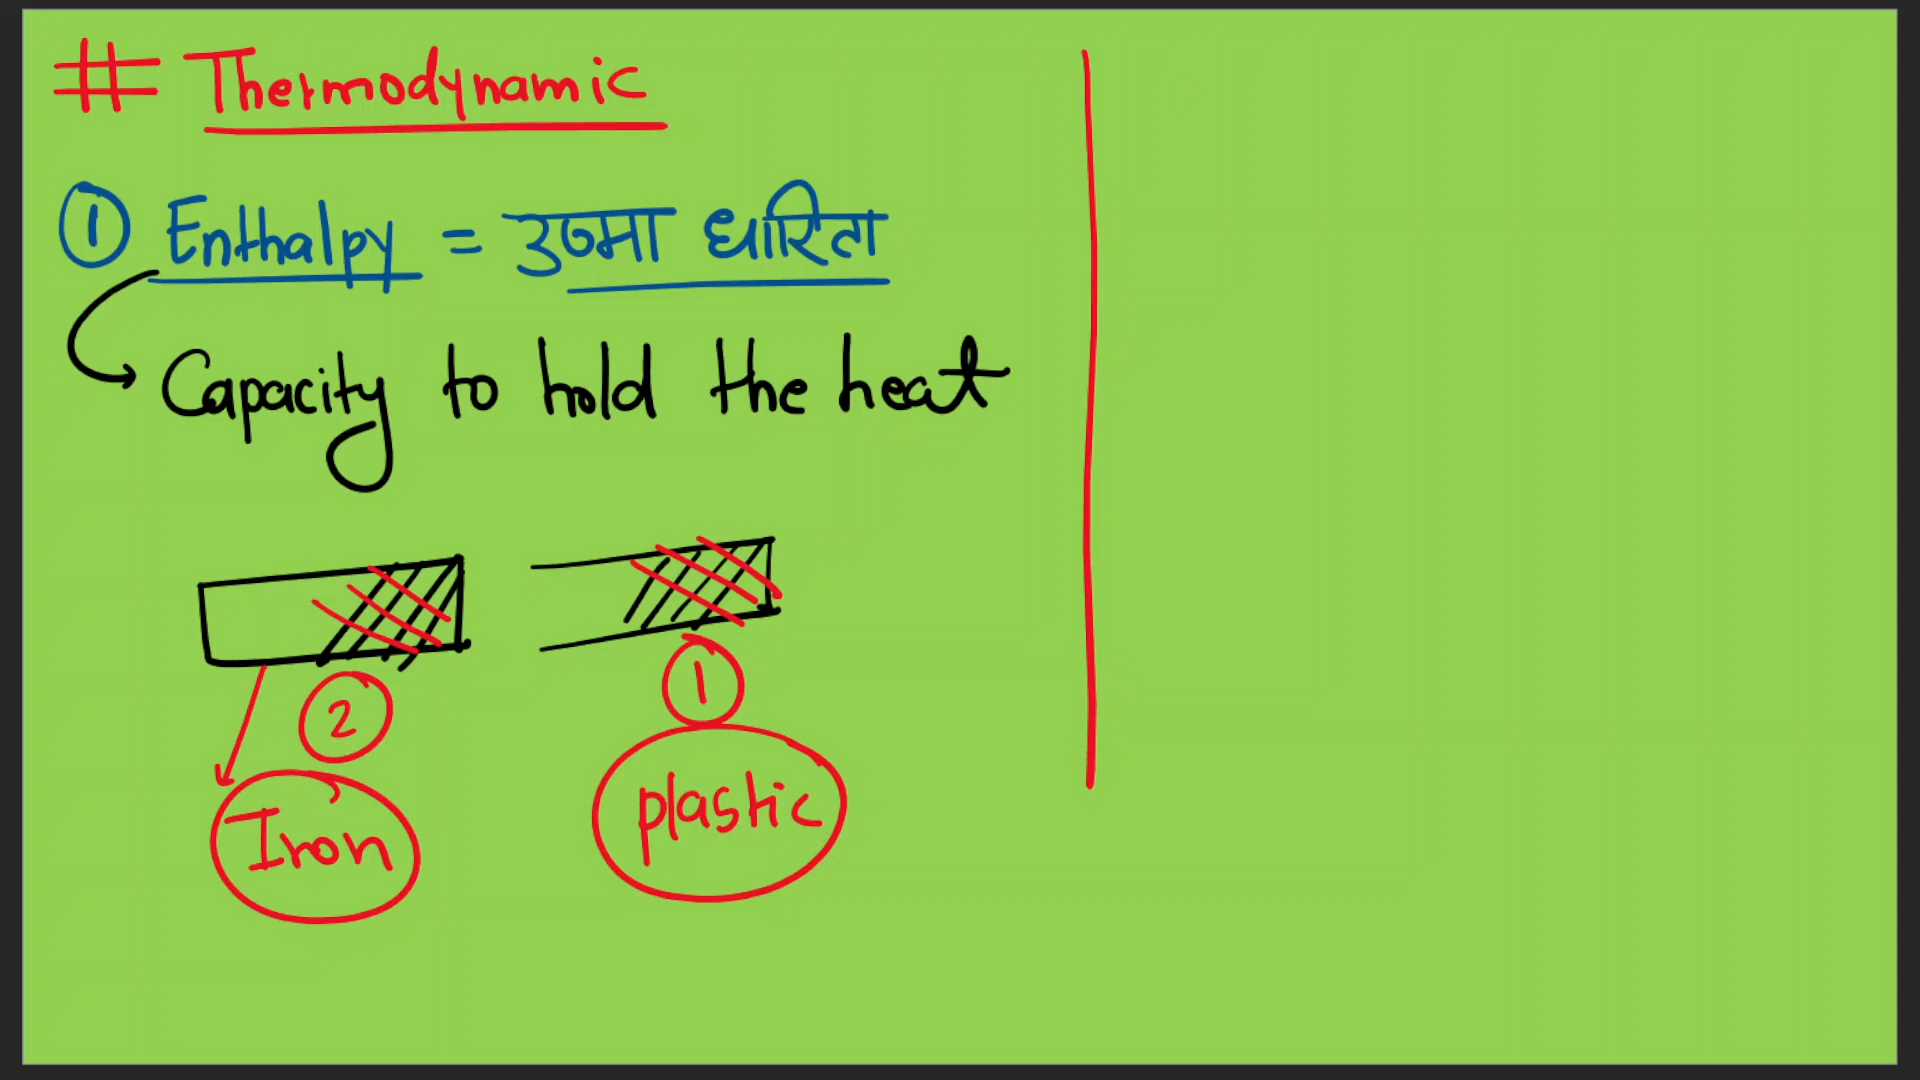 # Thermodynamic
① Enthalpy = उष्मा धारिता
Capacity to hold the heat
② ①
Iron plastic